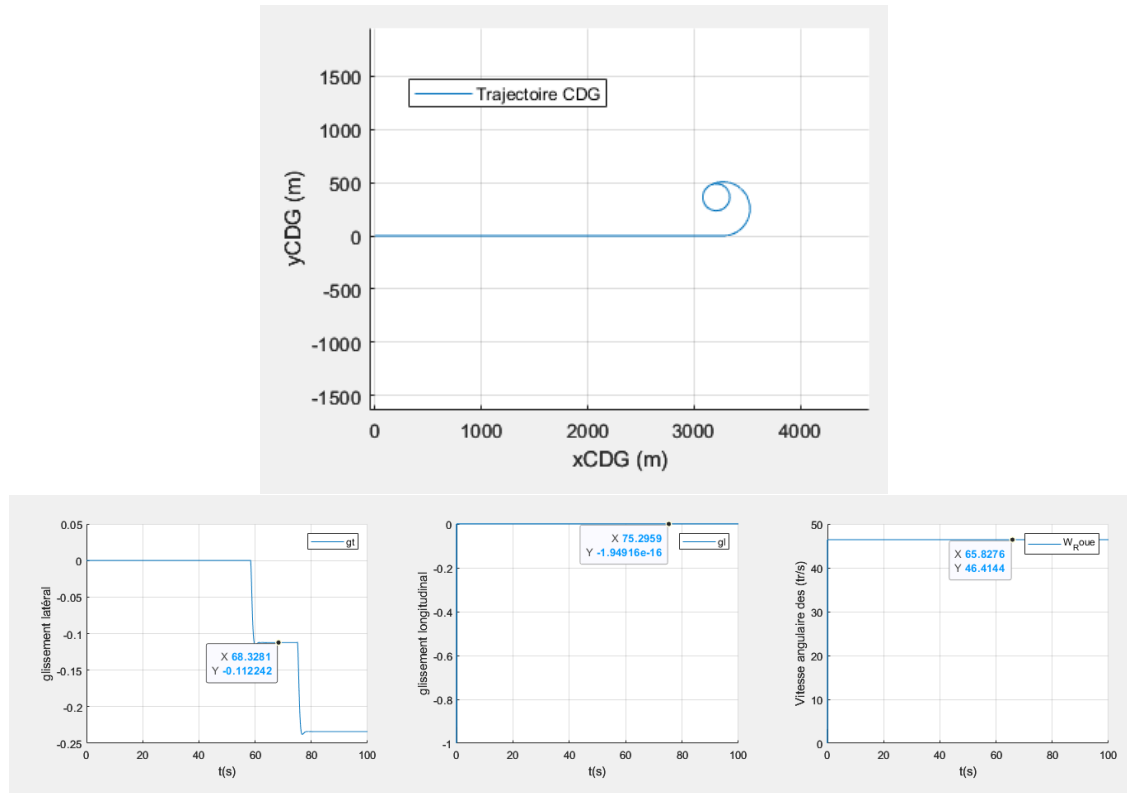 Trajectoire CDG
1500
1000
500
0
-500
-1000
-1500
yCDG (m)
0 1000 2000 3000 4000
xCDG (m)
0.05
0
-0.05
-0.1
-0.15
-0.2
-0.25
glissement latéral
gt
X 68.3281
Y -0.112242
0 20 40 60 80 100
t(s)
0
-0.2
-0.4
-0.6
-0.8
-1
glissement longitudinal
gl
X 75.2959
Y -1.94916e-16
0 20 40 60 80 100
t(s)
50
40
30
20
10
0
Vitesse angulaire des (tr/s)
W_Roue
X 65.8276
Y 46.4144
0 20 40 60 80 100
t(s)